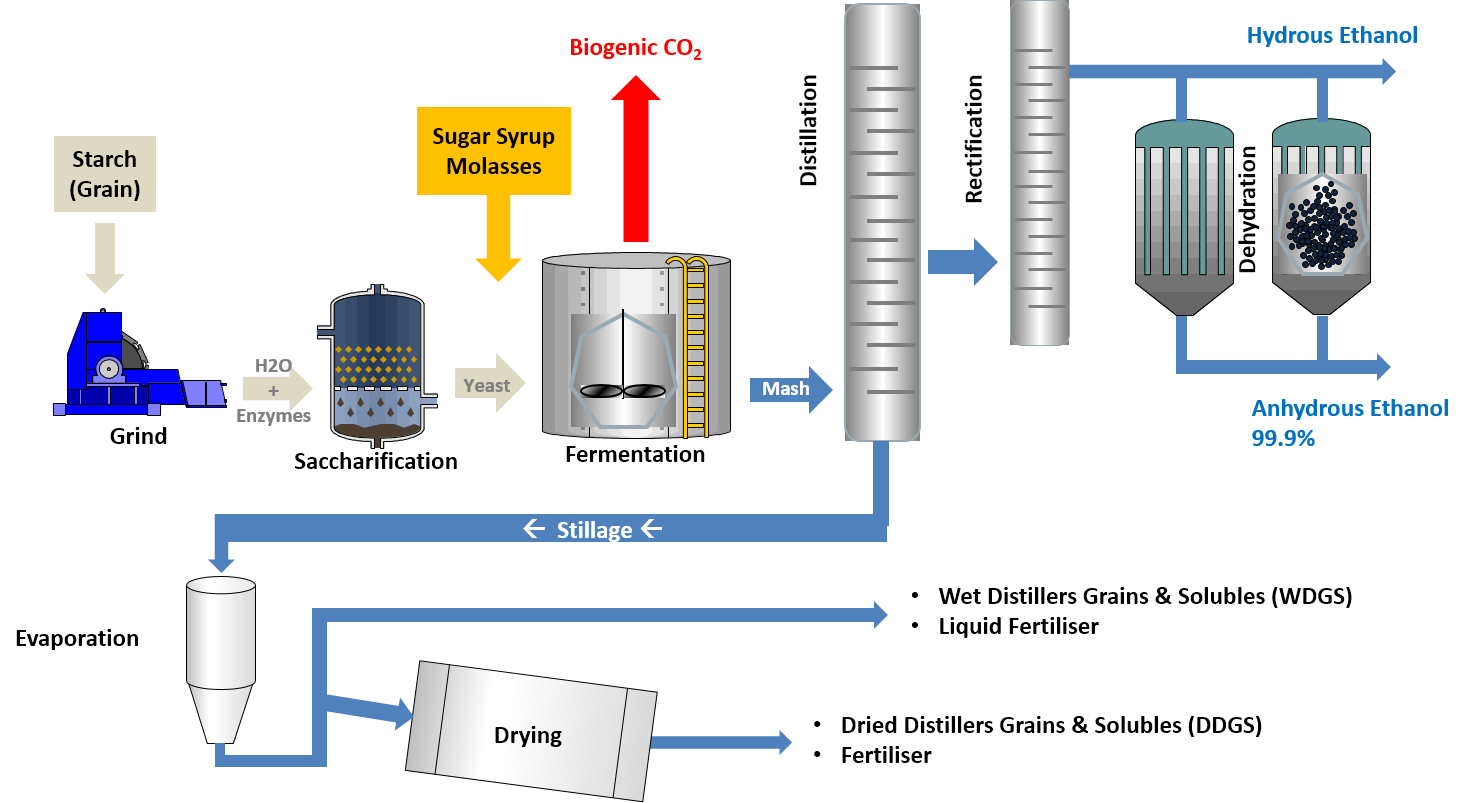 Biogenic CO₂
Hydrous Ethanol
Starch
(Grain)
Sugar Syrup
Molasses
Distillation
Rectification
Dehydration
H2O
+
Enzymes
Yeast
Mash
Grind
Saccharification
Fermentation
Anhydrous Ethanol
99.9%
← Stillage ←
Evaporation
• Wet Distillers Grains & Solubles (WDGS)
• Liquid Fertiliser
Drying
• Dried Distillers Grains & Solubles (DDGS)
• Fertiliser